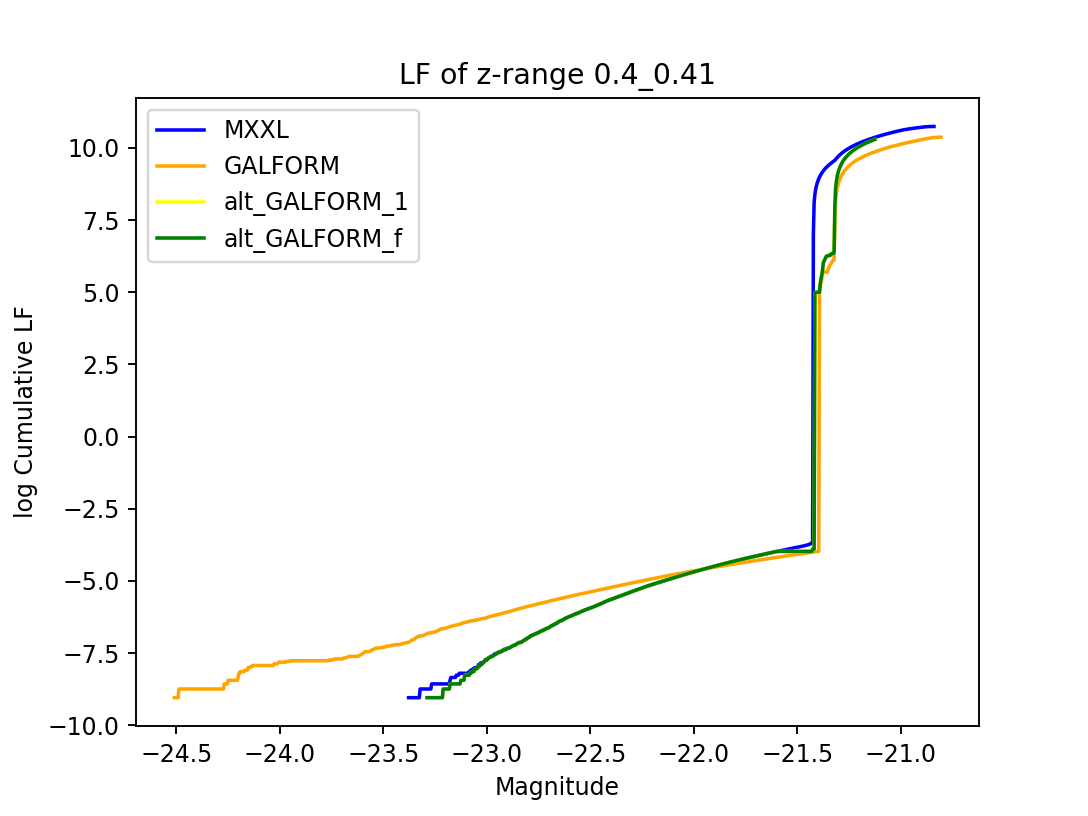 LF of z-range 0.4_0.41
MXXL
GALFORM
alt_GALFORM_1
alt_GALFORM_f
10.0
7.5
5.0
2.5
0.0
−2.5
−5.0
−7.5
−10.0
log Cumulative LF
−24.5 −24.0 −23.5 −23.0 −22.5 −22.0 −21.5 −21.0
Magnitude